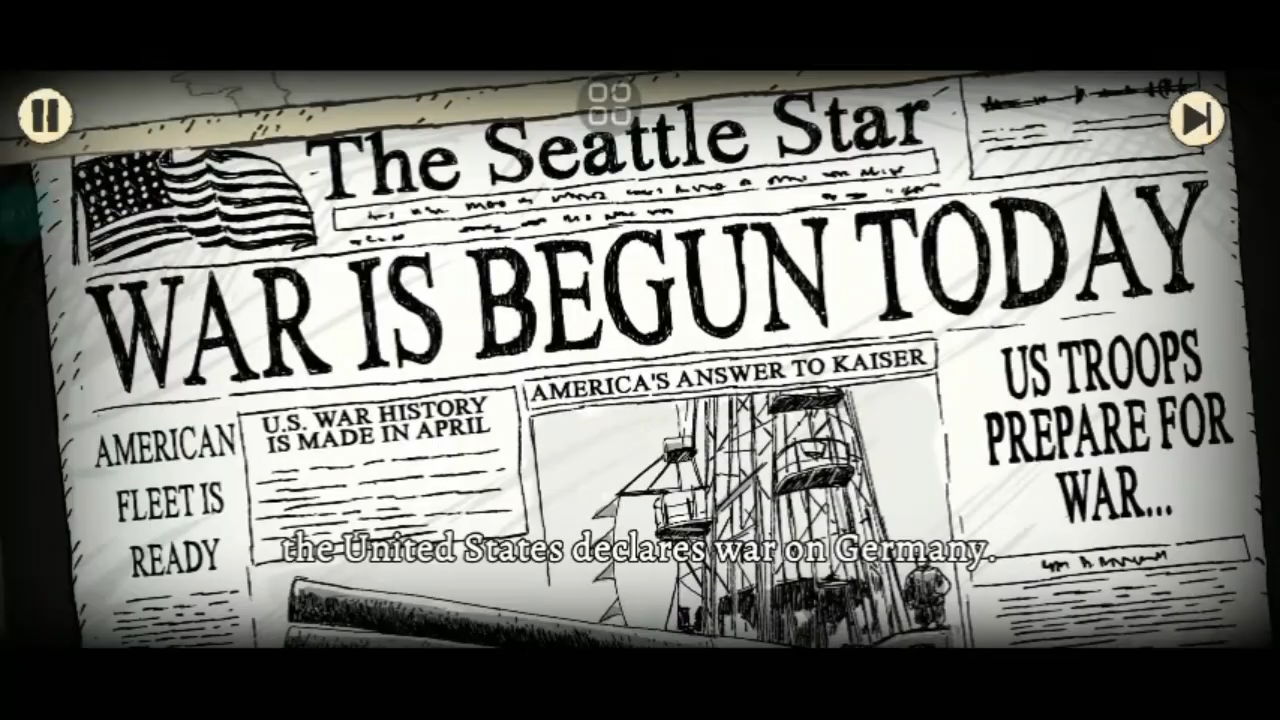 The Seattle Star
WAR IS BEGUN TODAY
AMERICAN
FLEET IS
READY
U.S. WAR HISTORY
IS MADE IN APRIL
AMERICA'S ANSWER TO KAISER
US TROOPS
PREPARE FOR
WAR...
the United States declares war on Germany.